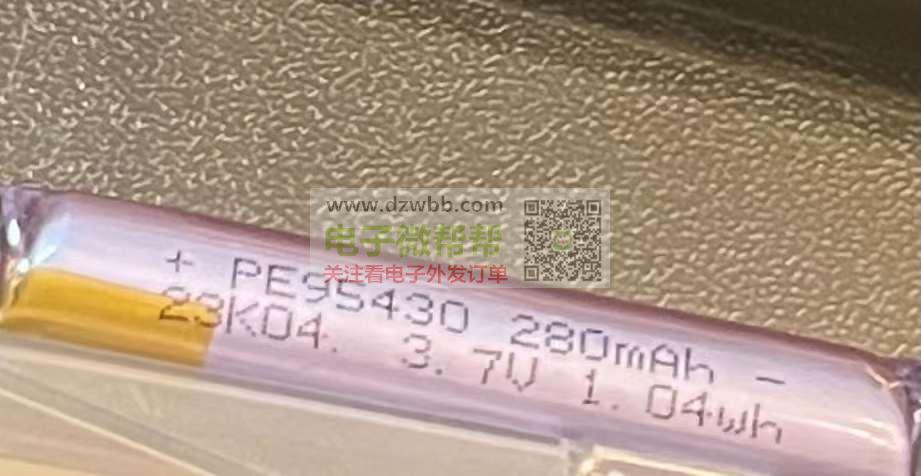 www.dzwbb.com
电子微帮帮
关注看电子外发订单
+ PE95430 280mAh -
23K04. 3.7V 1.04wh